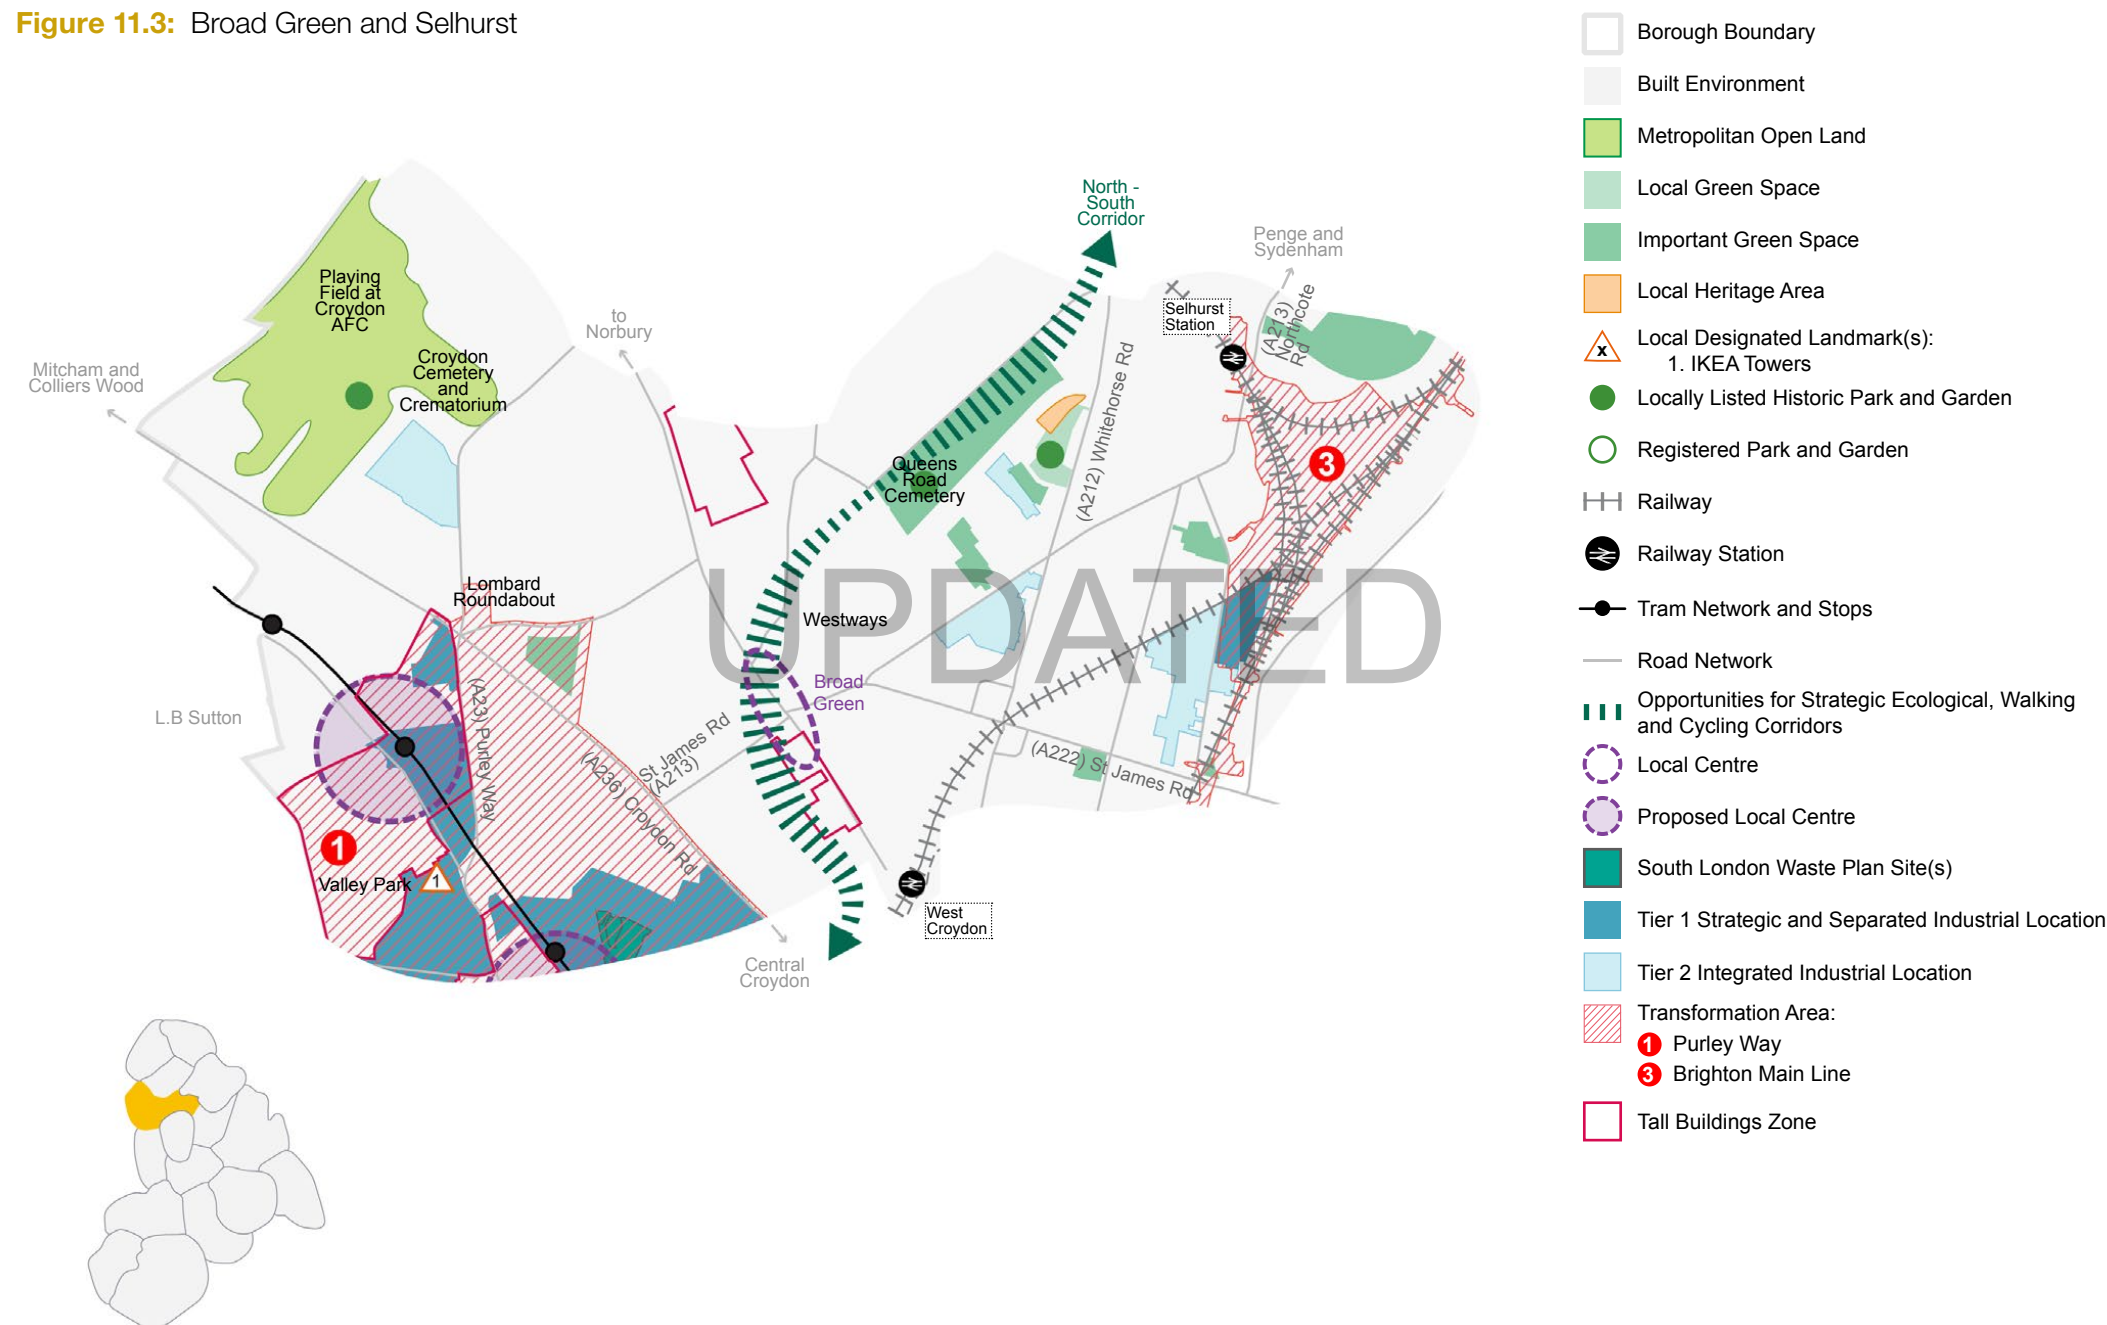 Figure 11.3: Broad Green and Selhurst
North -
South
Corridor
Penge and
Sydenham
Playing
Field at
Croydon
AFC
Croydon
Cemetery
and
Crematorium
to
Norbury
Mitcham and
Colliers Wood
Selhurst
Station
(A213)
Northcote
Rd
(A212) Whitehorse Rd
Queens
Road
Cemetery
3
UPDATED
Lombard
Roundabout
Westways
Broad
Green
L.B Sutton
(A23) Purley Way
St James Rd
(A213)
(A236) Croydon Rd
(A222) St James Rd
1
Valley Park
1
West
Croydon
Central
Croydon
Borough Boundary
Built Environment
Metropolitan Open Land
Local Green Space
Important Green Space
Local Heritage Area
x
Local Designated Landmark(s):
1. IKEA Towers
Locally Listed Historic Park and Garden
Registered Park and Garden
Railway
Railway Station
Tram Network and Stops
Road Network
Opportunities for Strategic Ecological, Walking
and Cycling Corridors
Local Centre
Proposed Local Centre
South London Waste Plan Site(s)
Tier 1 Strategic and Separated Industrial Location
Tier 2 Integrated Industrial Location
Transformation Area:
1 Purley Way
3 Brighton Main Line
Tall Buildings Zone